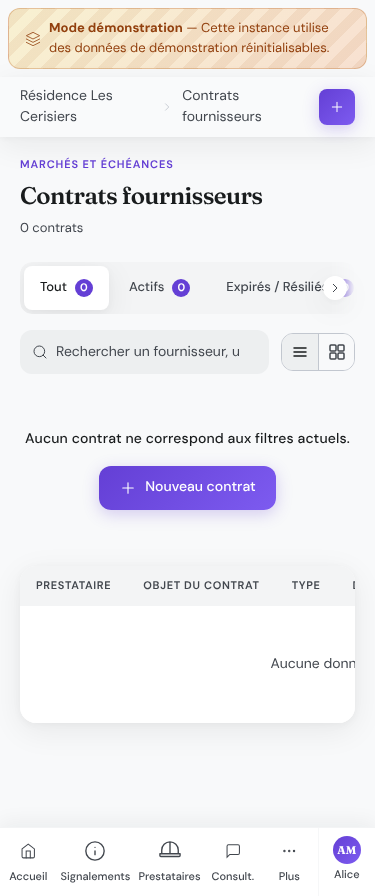 Mode démonstration — Cette instance utilise
des données de démonstration réinitialisables.
Résidence Les
Cerisiers
Contrats
fournisseurs
MARCHÉS ET ÉCHÉANCES
Contrats fournisseurs
0 contrats
Tout 0 Actifs 0 Expirés / Résiliés
Rechercher un fournisseur, u
Aucun contrat ne correspond aux filtres actuels.
Nouveau contrat
PRESTATAIRE OBJET DU CONTRAT TYPE
Aucune donn
Accueil Signalements Prestataires Consult. Plus
AM
Alice